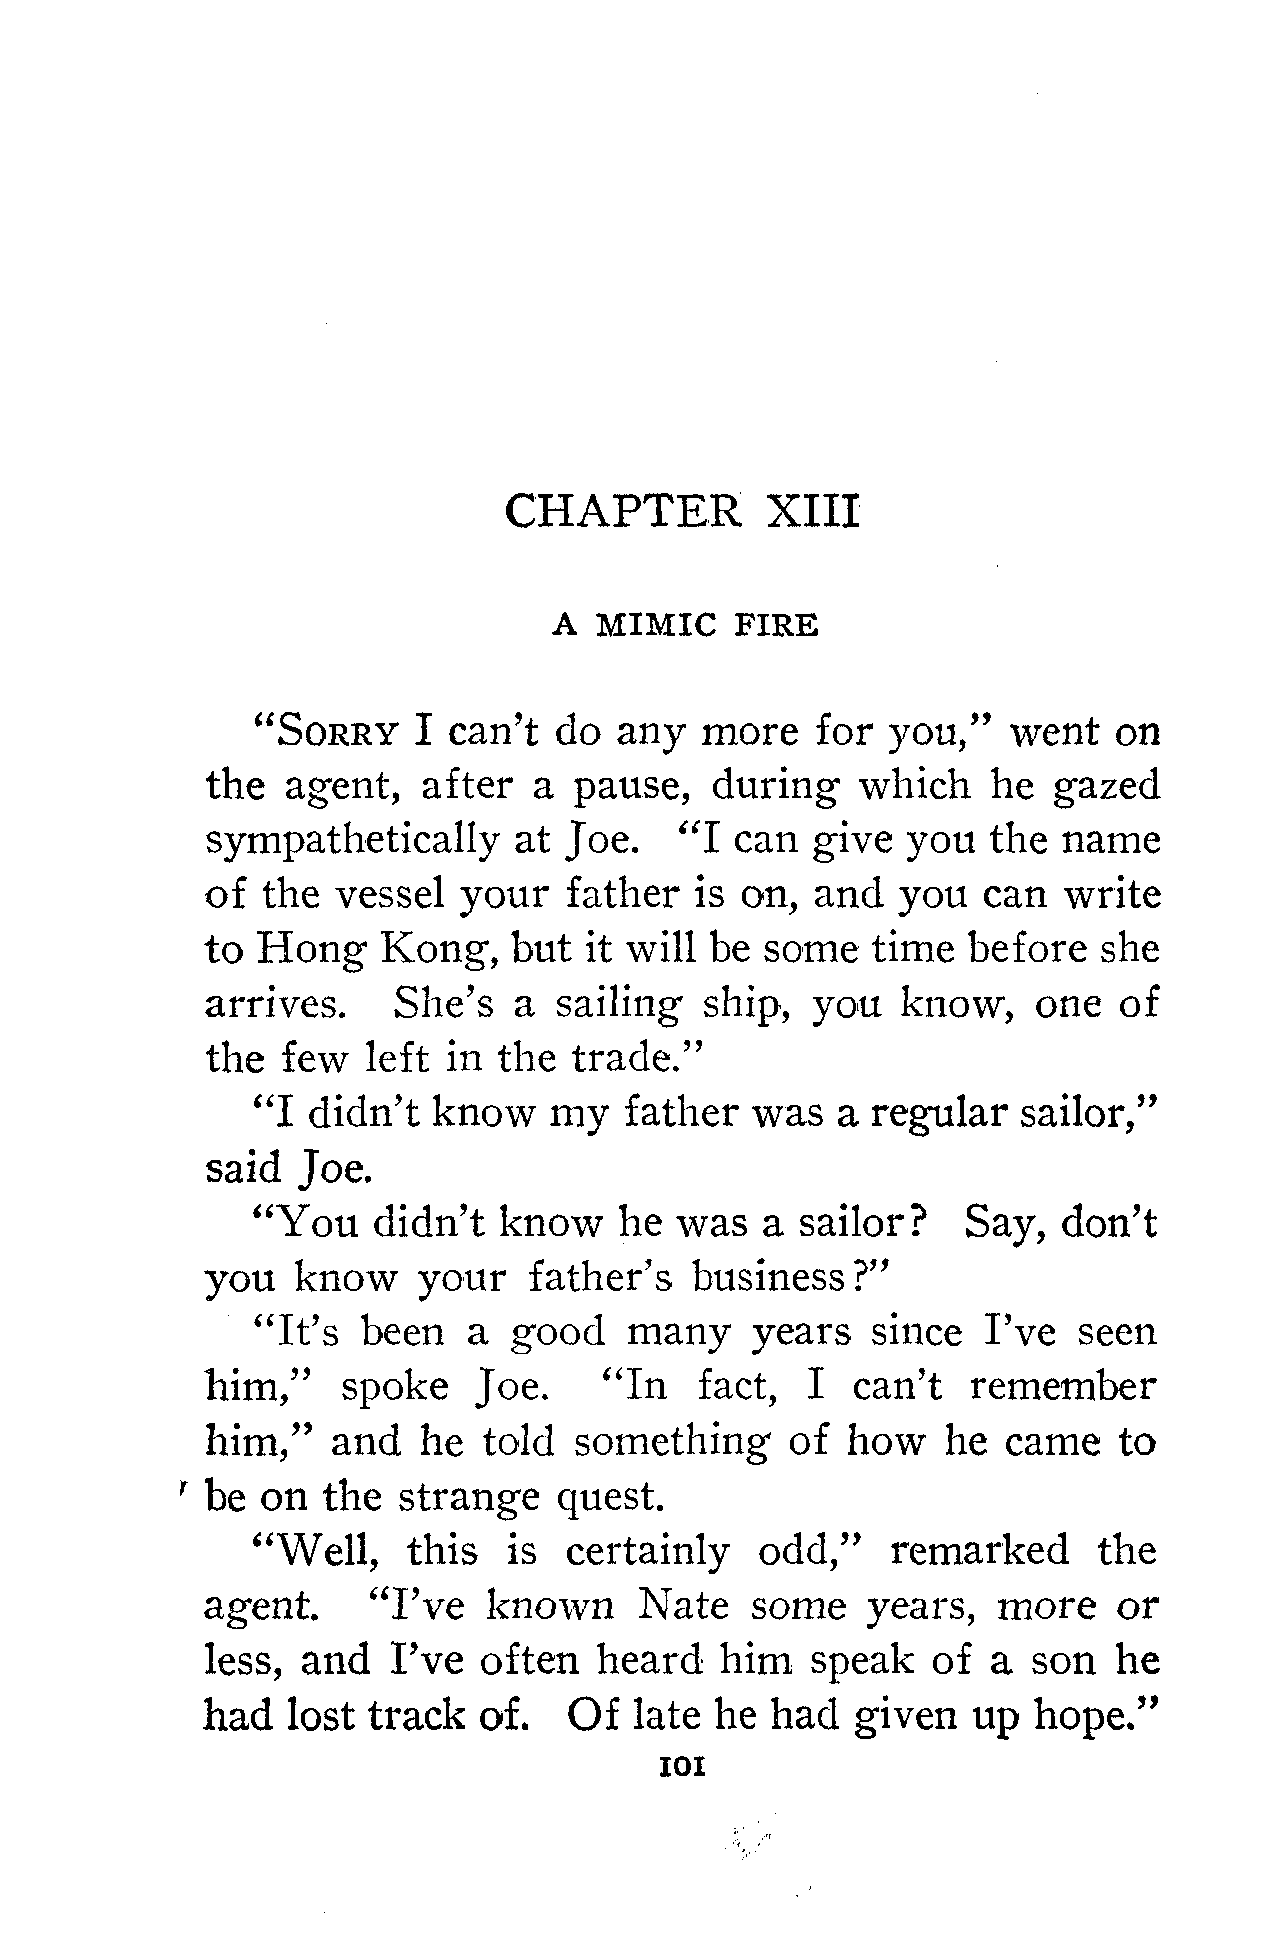 CHAPTER XIII
A MIMIC FIRE
“SORRY I can’t do any more for you,” went on
the agent, after a pause, during which he gazed
sympathetically at Joe. “I can give you the name
of the vessel your father is on, and you can write
to Hong Kong, but it will be some time before she
arrives. She’s a sailing ship, you know, one of
the few left in the trade.”
“I didn’t know my father was a regular sailor,”
said Joe.
“You didn’t know he was a sailor? Say, don’t
you know your father’s business?”
“It’s been a good many years since I’ve seen
him,” spoke Joe. “In fact, I can’t remember
him,” and he told something of how he came to
be on the strange quest.
“Well, this is certainly odd,” remarked the
agent. “I’ve known Nate some years, more or
less, and I’ve often heard him speak of a son he
had lost track of. Of late he had given up hope.”
101